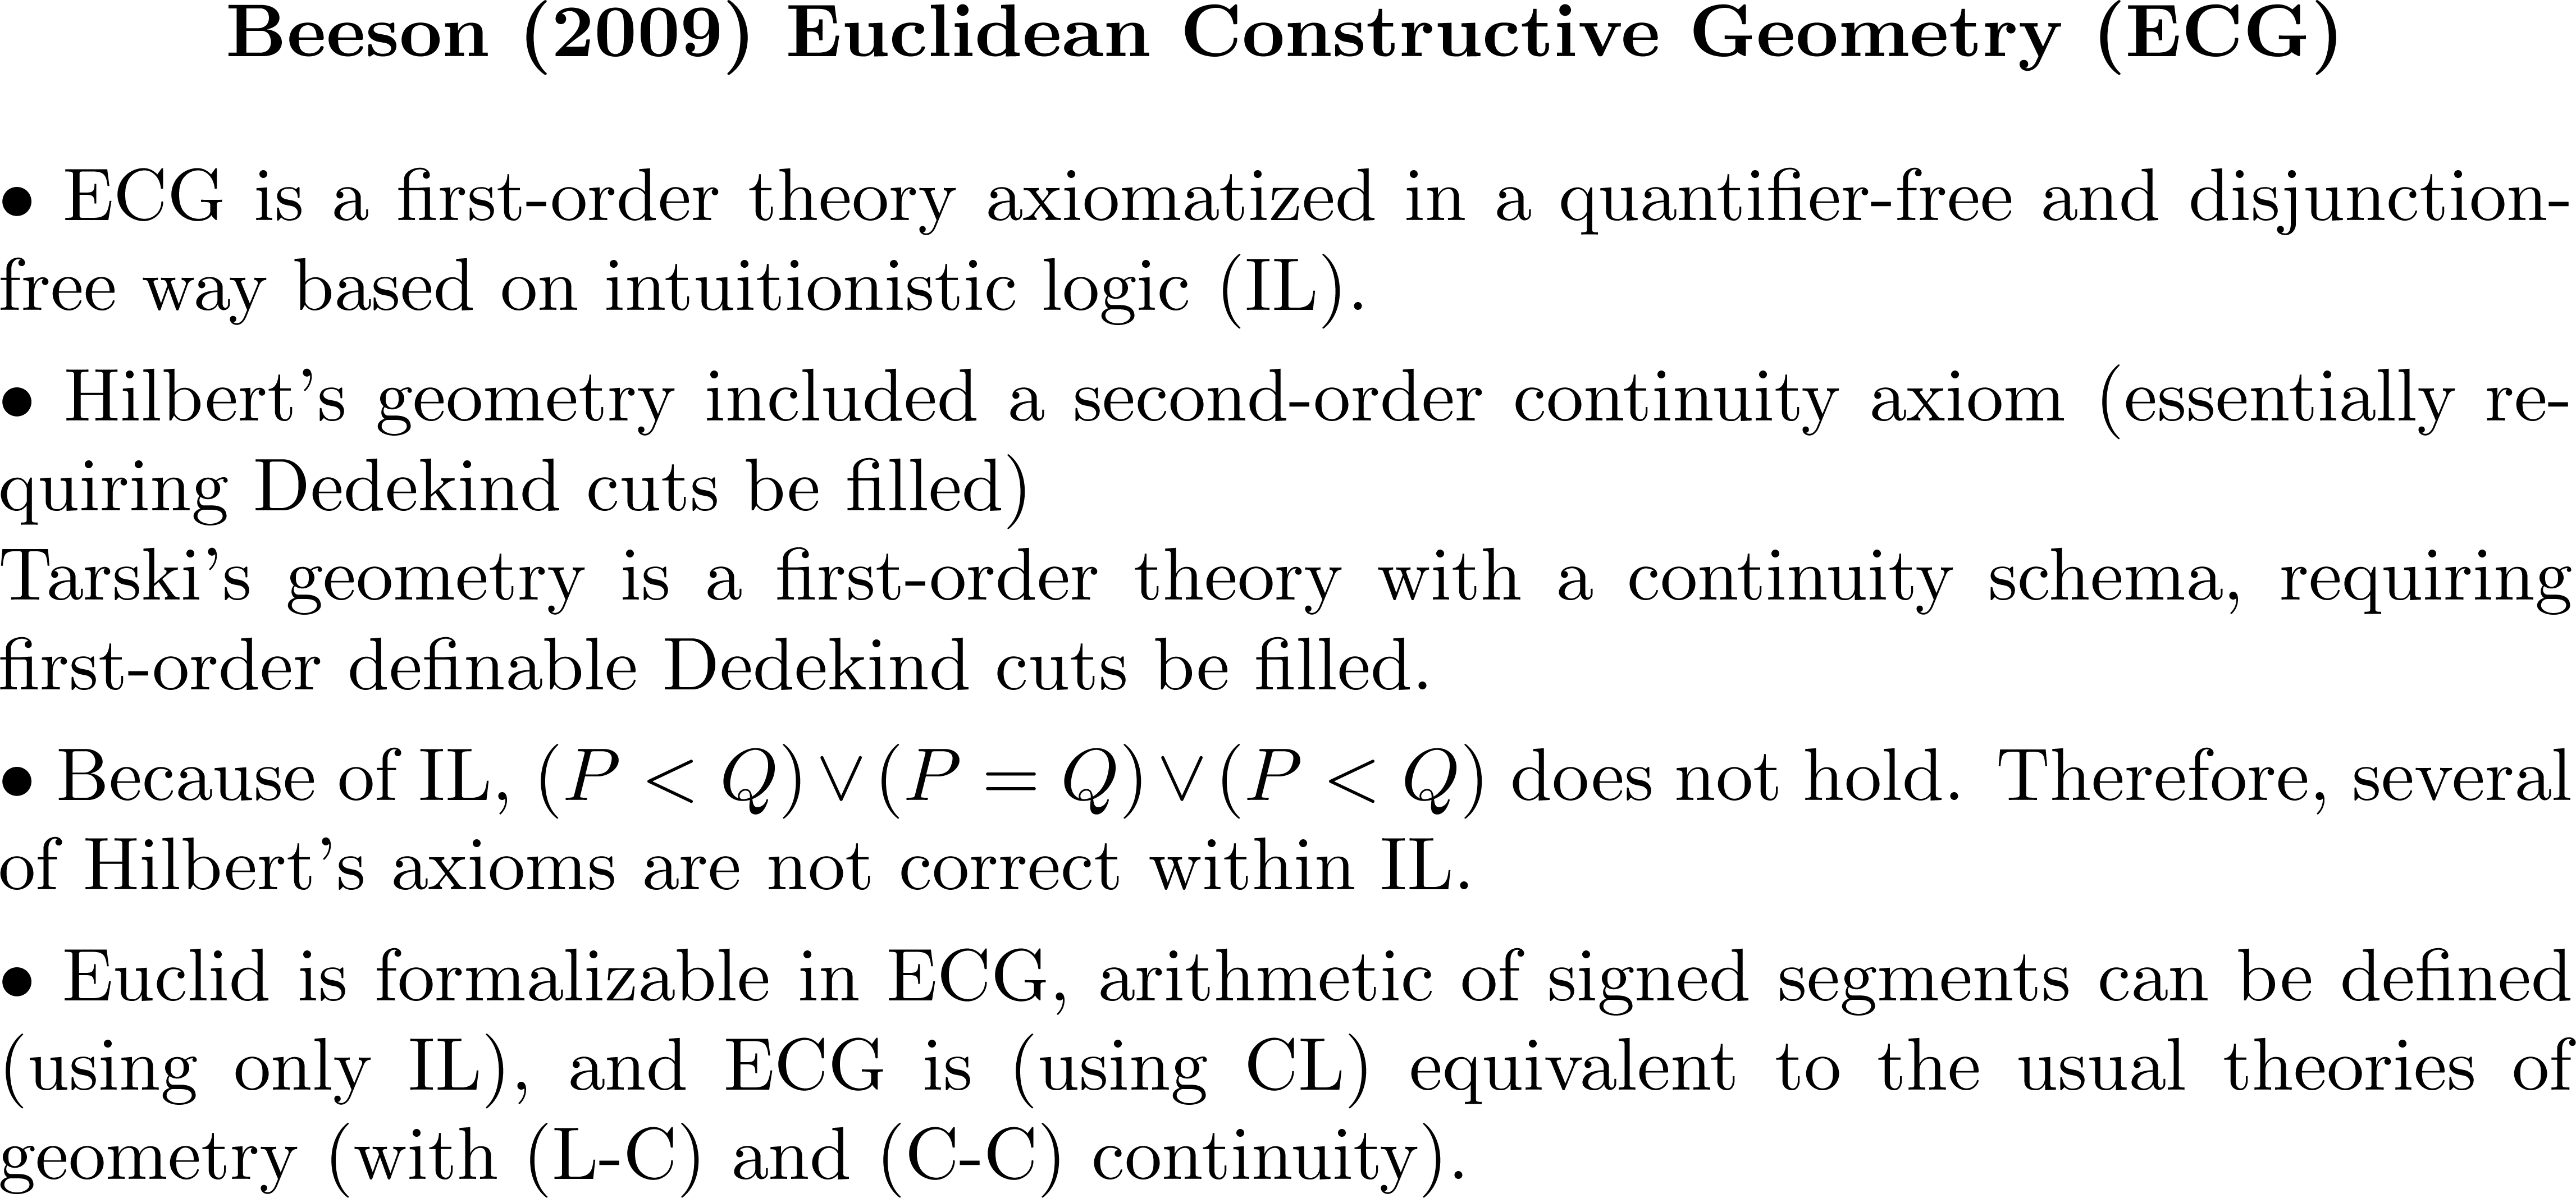 Beeson (2009) Euclidean Constructive Geometry (ECG)
• ECG is a first-order theory axiomatized in a quantifier-free and disjunction-
free way based on intuitionistic logic (IL).
• Hilbert's geometry included a second-order continuity axiom (essentially re-
quiring Dedekind cuts be filled)
Tarski's geometry is a first-order theory with a continuity schema, requiring
first-order definable Dedekind cuts be filled.
• Because of IL, (P < Q) ∨ (P = Q) ∨ (P < Q) does not hold. Therefore, several
of Hilbert's axioms are not correct within IL.
• Euclid is formalizable in ECG, arithmetic of signed segments can be defined
(using only IL), and ECG is (using CL) equivalent to the usual theories of
geometry (with (L-C) and (C-C) continuity).